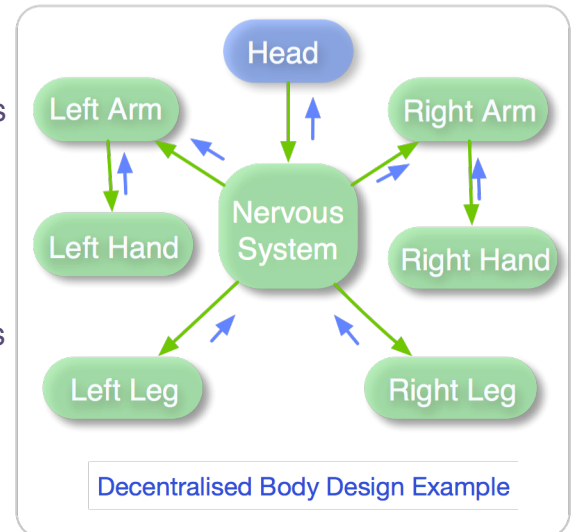 Head
s
Left Arm
Right Arm
Nervous
System
Left Hand
Right Hand
s
Left Leg
Right Leg
Decentralised Body Design Example